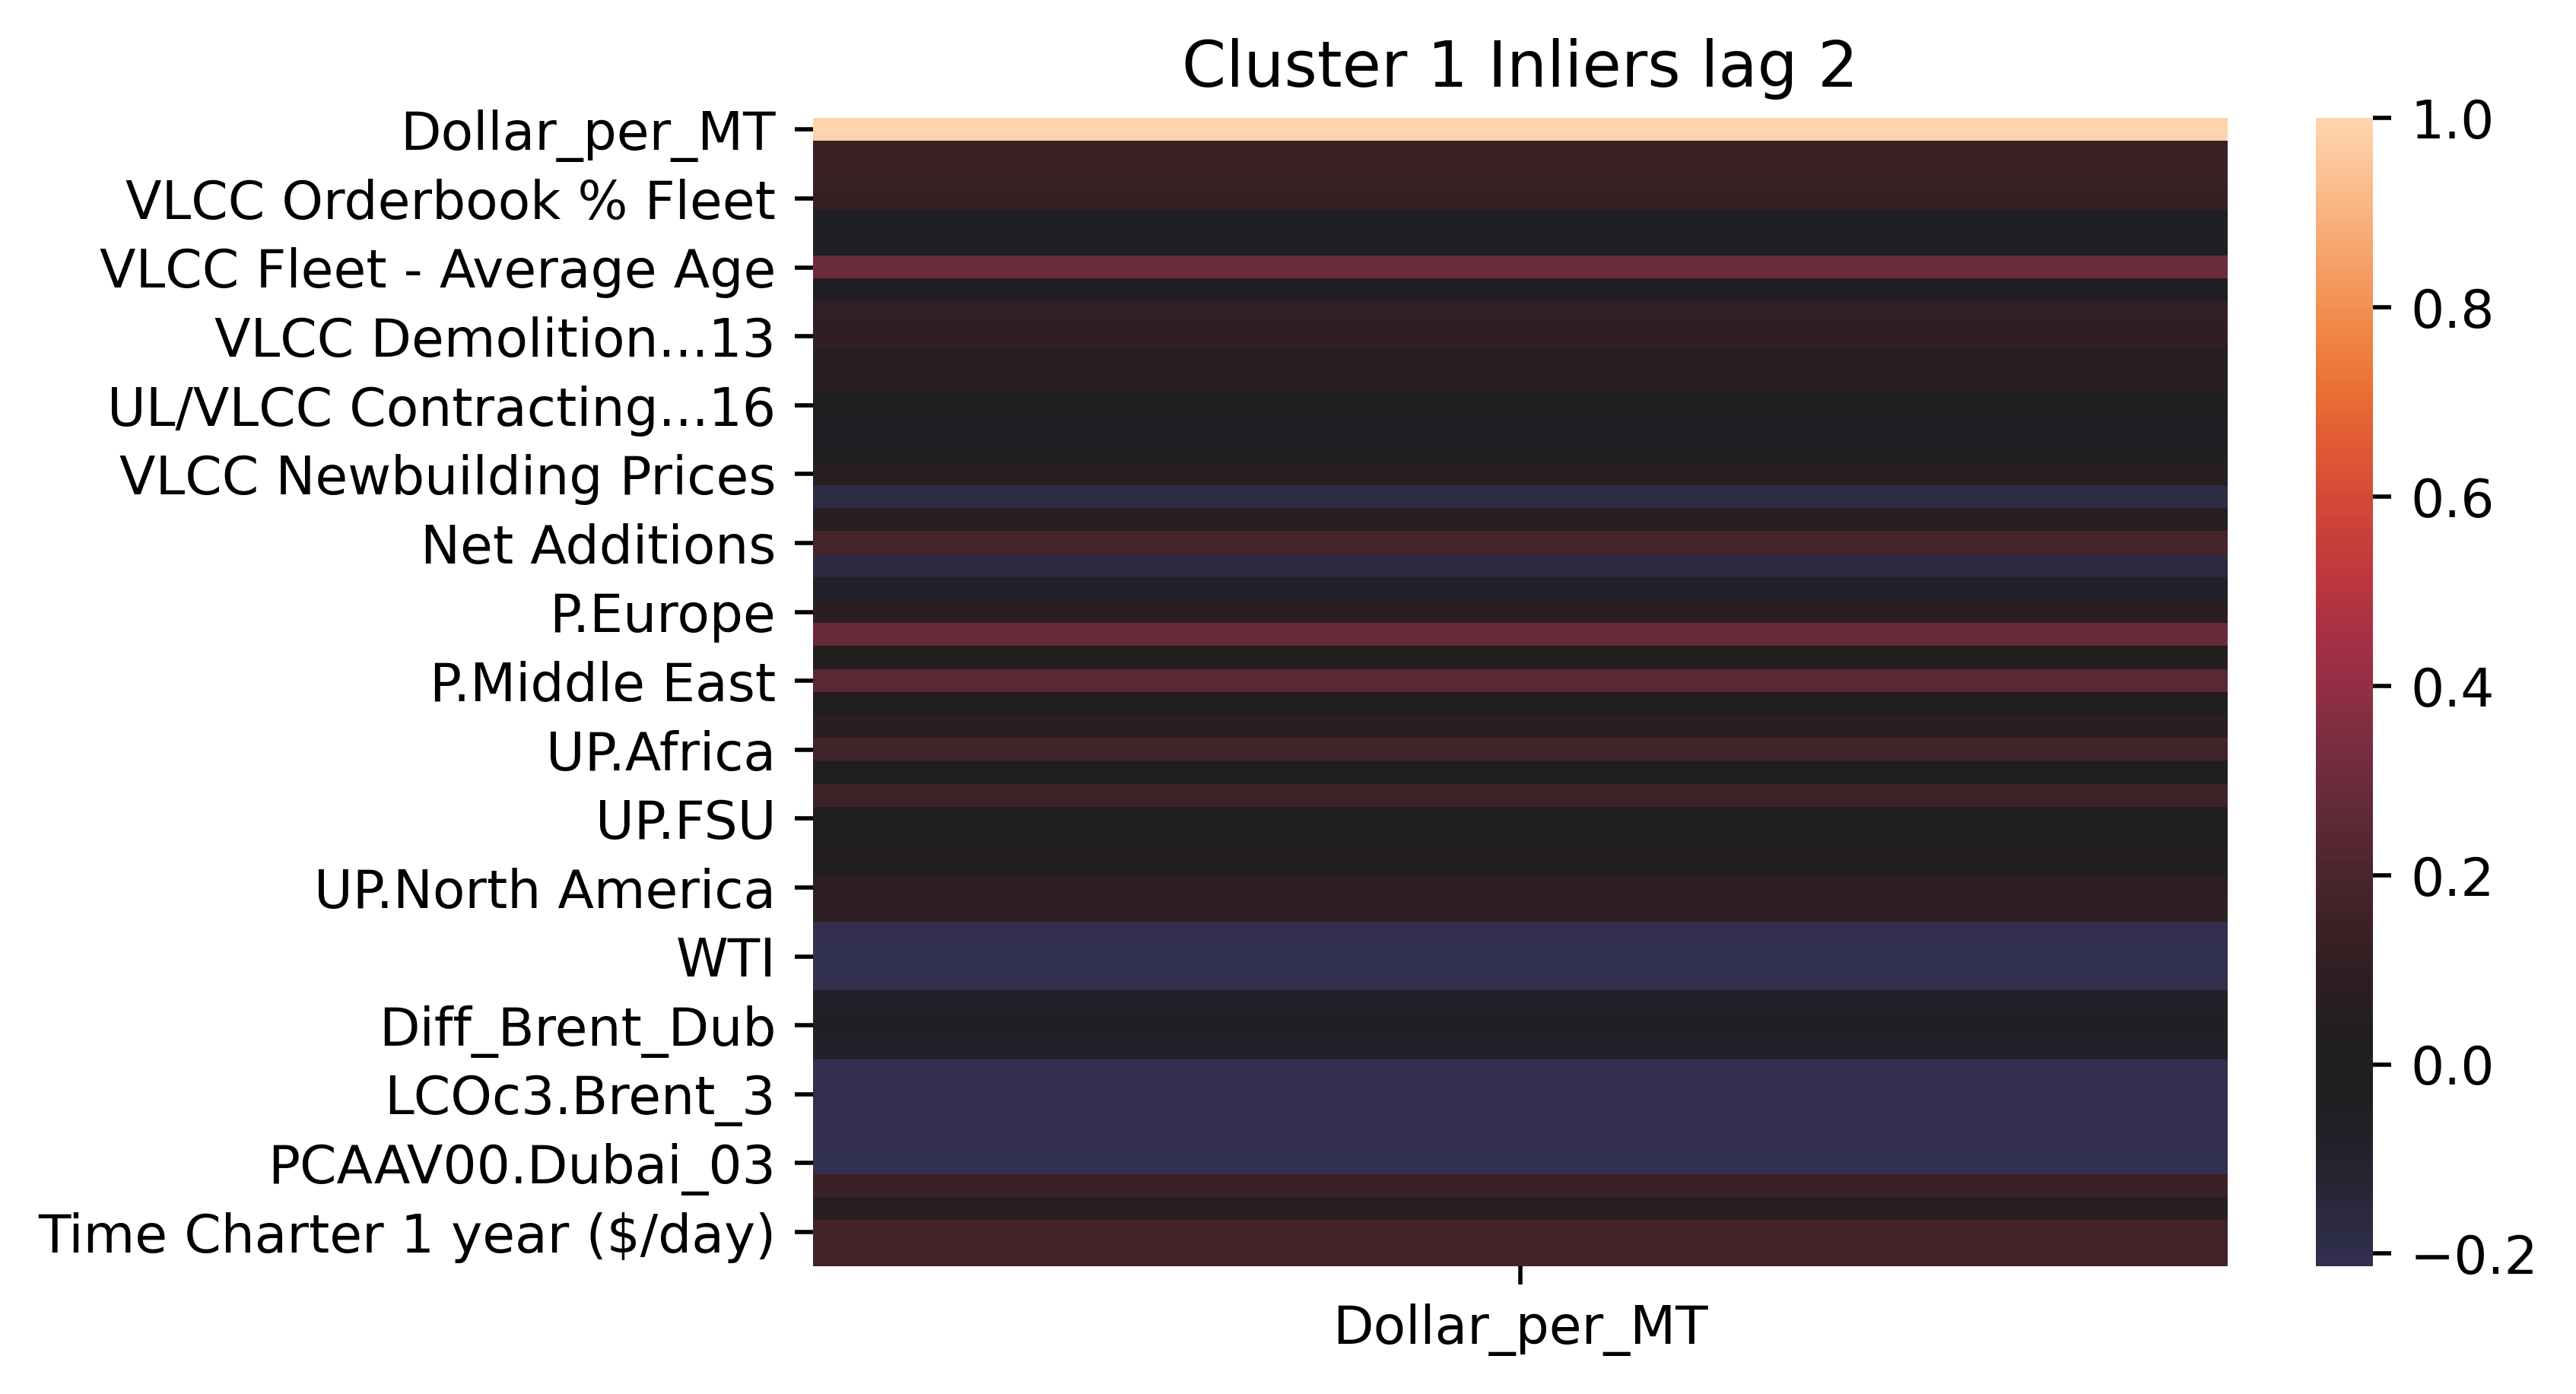 Cluster 1 Inliers lag 2
Dollar_per_MT
VLCC Orderbook % Fleet
VLCC Fleet - Average Age
VLCC Demolition...13
UL/VLCC Contracting...16
VLCC Newbuilding Prices
Net Additions
P.Europe
P.Middle East
UP.Africa
UP.FSU
UP.North America
WTI
Diff_Brent_Dub
LCOc3.Brent_3
PCAAV00.Dubai_03
Time Charter 1 year ($/day)
Dollar_per_MT
1.0
0.8
0.6
0.4
0.2
0.0
−0.2